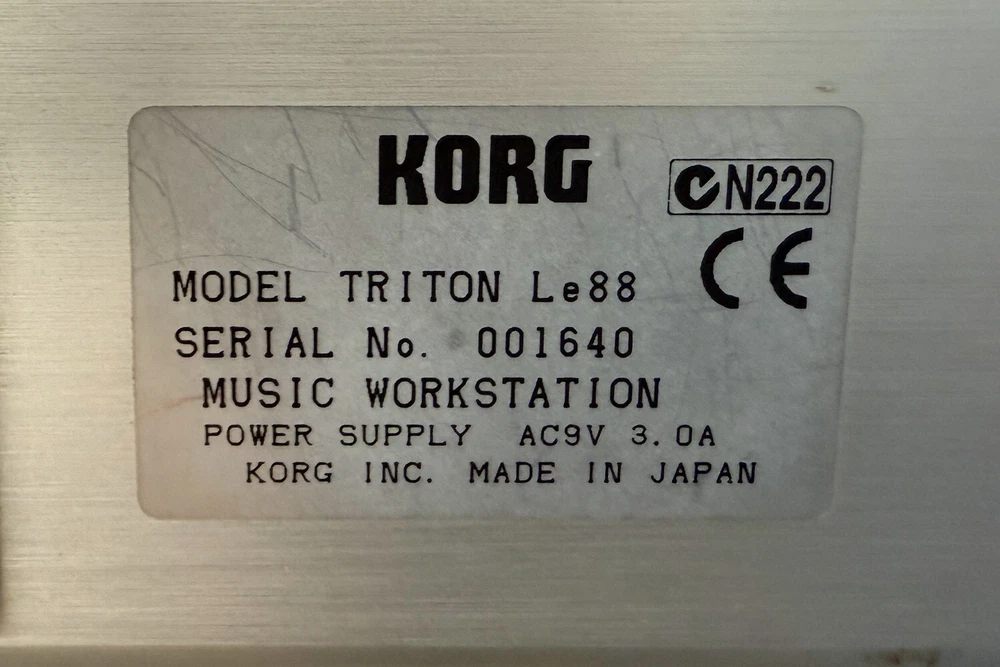 KORG
N222
CE
MODEL TRITON Le88
SERIAL No. 001640
MUSIC WORKSTATION
POWER SUPPLY AC9V 3.0A
KORG INC. MADE IN JAPAN